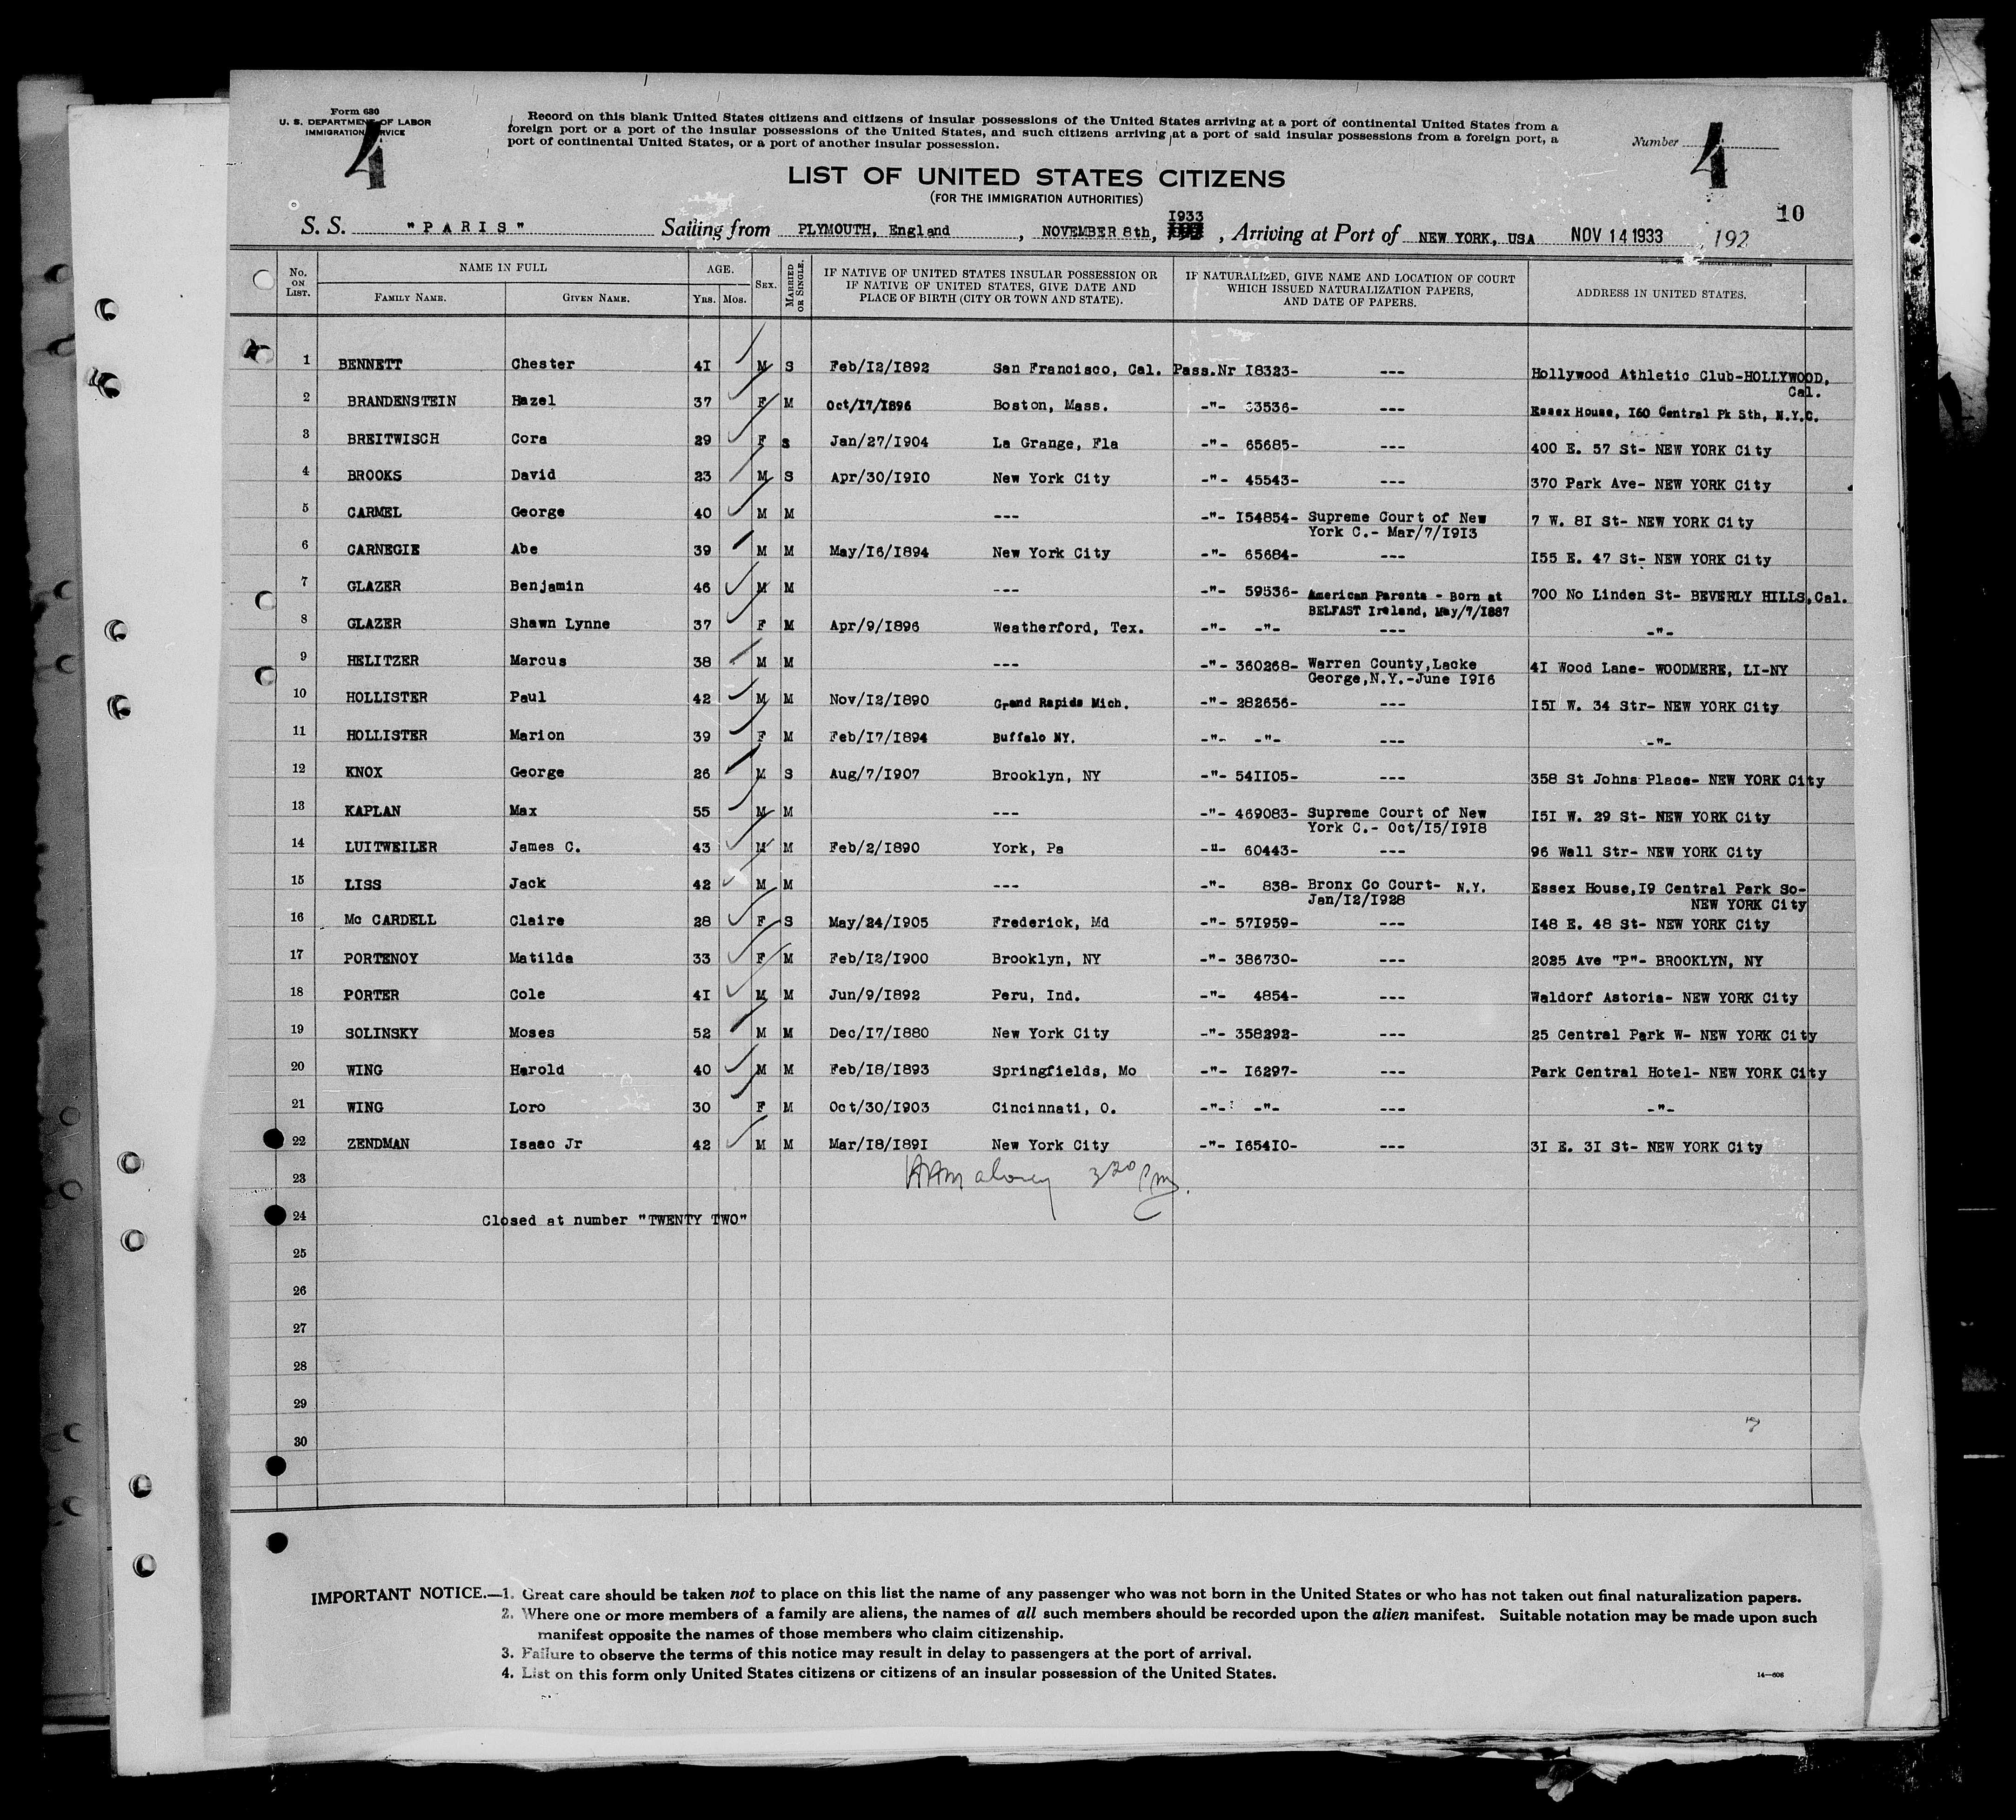 Form 630
U. S. DEPARTMENT OF LABOR
IMMIGRATION SERVICE
4
Record on this blank United States citizens and citizens of insular possessions of the United States arriving at a port of continental United States from a
foreign port or a port of the insular possessions of the United States, and such citizens arriving at a port of said insular possessions from a foreign port, a
port of continental United States, or a port of another insular possession.
Number 4
LIST OF UNITED STATES CITIZENS
(FOR THE IMMIGRATION AUTHORITIES)
10
1933
S. S. "PARIS" Sailing from PLYMOUTH, England, NOVEMBER 8th, , Arriving at Port of NEW YORK, USA NOV 14 1933, 192
No. ON LIST. NAME IN FULL AGE. SEX. MARRIED OR SINGLE. IF NATIVE OF UNITED STATES INSULAR POSSESSION OR IF NATIVE OF UNITED STATES, GIVE DATE AND PLACE OF BIRTH (CITY OR TOWN AND STATE). IF NATURALIZED, GIVE NAME AND LOCATION OF COURT WHICH ISSUED NATURALIZATION PAPERS, AND DATE OF PAPERS. ADDRESS IN UNITED STATES.
FAMILY NAME. GIVEN NAME. YRS. MOS.
1 BENNETT Chester 41 M S Feb/12/1892 San Francisco, Cal. Pass.Nr 18323- --- Hollywood Athletic Club-HOLLYWOOD,
Cal.
2 BRANDENSTEIN Hazel 37 F M Oct/17/1896 Boston, Mass. -"- 63536- --- Essex House, 160 Central Pk Sth, N.Y.C.
3 BREITWISCH Cora 29 F S Jan/27/1904 La Grange, Fla -"- 65685- --- 400 E. 57 St- NEW YORK City
4 BROOKS David 23 M S Apr/30/1910 New York City -"- 45543- --- 370 Park Ave- NEW YORK City
5 CARMEL George 40 M M --- -"- 154854- Supreme Court of New 7 W. 81 St- NEW YORK City
York C.- Mar/7/1913
6 CARNEGIE Abe 39 M M May/16/1894 New York City -"- 65684- --- 155 E. 47 St- NEW YORK City
7 GLAZER Benjamin 46 M M --- -"- 59536- American Parents - Born at 700 No Linden St- BEVERLY HILLS,Cal.
BELFAST Ireland, May/7/1887
8 GLAZER Shawn Lynne 37 F M Apr/9/1896 Weatherford, Tex. -"- -"- --- -"-
9 HELITZER Marcus 38 M M --- -"- 360268- Warren County,Lacke 41 Wood Lane- WOODMERE, LI-NY
George,N.Y.-June 1916
10 HOLLISTER Paul 42 M M Nov/12/1890 Grand Rapids Mich. -"- 282656- --- 151 W. 34 Str- NEW YORK City
11 HOLLISTER Marion 39 F M Feb/17/1894 Buffalo NY. -"- -"- --- -"-
12 KNOX George 26 M S Aug/7/1907 Brooklyn, NY -"- 541105- --- 358 St Johns Place- NEW YORK City
13 KAPLAN Max 55 M M --- -"- 469083- Supreme Court of New 151 W. 29 St- NEW YORK City
York C.- Oct/15/1918
14 LUITWEILER James C. 43 M M Feb/2/1890 York, Pa -"- 60443- --- 96 Wall Str- NEW YORK City
15 LISS Jack 42 M M --- -"- 838- Bronx Co Court- N.Y. Essex House,19 Central Park So-
Jan/12/1928 NEW YORK City
16 Mc CARDELL Claire 28 F S May/24/1905 Frederick, Md -"- 571959- --- 148 E. 48 St- NEW YORK City
17 PORTENOY Matilda 33 F M Feb/12/1900 Brooklyn, NY -"- 386730- --- 2025 Ave "P"- BROOKLYN, NY
18 PORTER Cole 41 M M Jun/9/1892 Peru, Ind. -"- 4854- --- Waldorf Astoria- NEW YORK City
19 SOLINSKY Moses 52 M M Dec/17/1880 New York City -"- 358292- --- 25 Central Park W- NEW YORK City
20 WING Harold 40 M M Feb/18/1893 Springfields, Mo -"- 16297- --- Park Central Hotel- NEW YORK City
21 WING Loro 30 F M Oct/30/1903 Cincinnati, O. -"- -"- --- -"-
22 ZENDMAN Isaac Jr 42 M M Mar/18/1891 New York City -"- 165410- --- 31 E. 31 St- NEW YORK City
23 320 Pm.
24 Closed at number "TWENTY TWO"
25
26
27
28
29
30
IMPORTANT NOTICE.—1. Great care should be taken not to place on this list the name of any passenger who was not born in the United States or who has not taken out final naturalization papers.
2. Where one or more members of a family are aliens, the names of all such members should be recorded upon the alien manifest. Suitable notation may be made upon such
manifest opposite the names of those members who claim citizenship.
3. Failure to observe the terms of this notice may result in delay to passengers at the port of arrival.
4. List on this form only United States citizens or citizens of an insular possession of the United States.
14—608